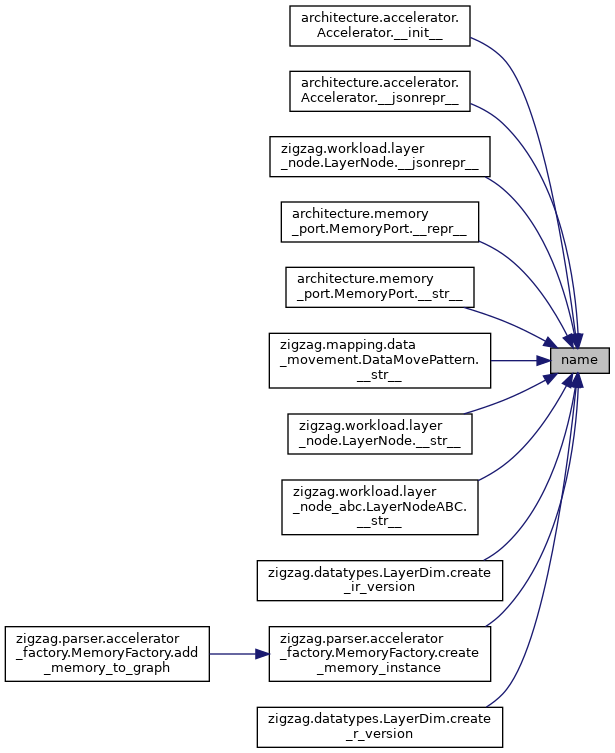 architecture.accelerator.
Accelerator.__init__
architecture.accelerator.
Accelerator.__jsonrepr__
zigzag.workload.layer
_node.LayerNode.__jsonrepr__
architecture.memory
_port.MemoryPort.__repr__
architecture.memory
_port.MemoryPort.__str__
zigzag.mapping.data
_movement.DataMovePattern.
__str__
name
zigzag.workload.layer
_node.LayerNode.__str__
zigzag.workload.layer
_node_abc.LayerNodeABC.
__str__
zigzag.datatypes.LayerDim.create
_ir_version
zigzag.parser.accelerator
_factory.MemoryFactory.add
_memory_to_graph
zigzag.parser.accelerator
_factory.MemoryFactory.create
_memory_instance
zigzag.datatypes.LayerDim.create
_r_version